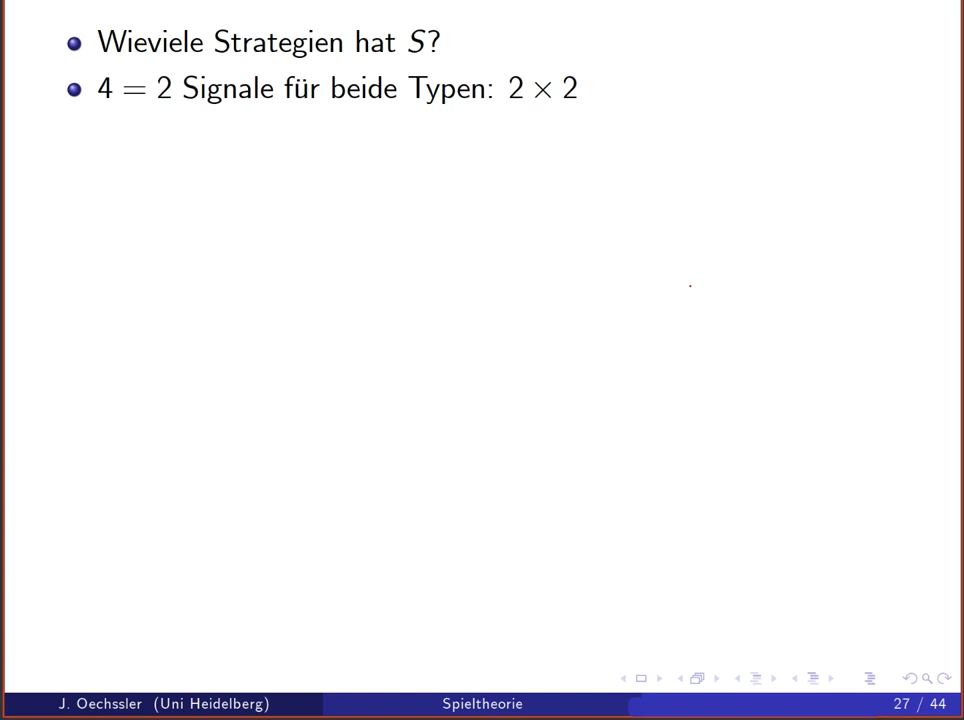 Wieviele Strategien hat S?
4 = 2 Signale für beide Typen: 2 × 2
J. Oechssler (Uni Heidelberg) Spieltheorie 27 / 44